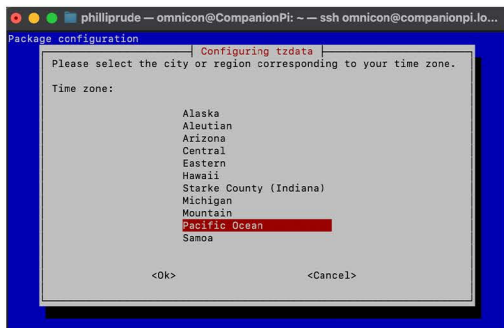 philliprude — omnicon@CompanionPi: ~ — ssh omnicon@companionpi.lo...
Package configuration
Configuring tzdata
Please select the city or region corresponding to your time zone.
Time zone:
Alaska
Aleutian
Arizona
Central
Eastern
Hawaii
Starke County (Indiana)
Michigan
Mountain
Pacific Ocean
Samoa
<Ok> <Cancel>